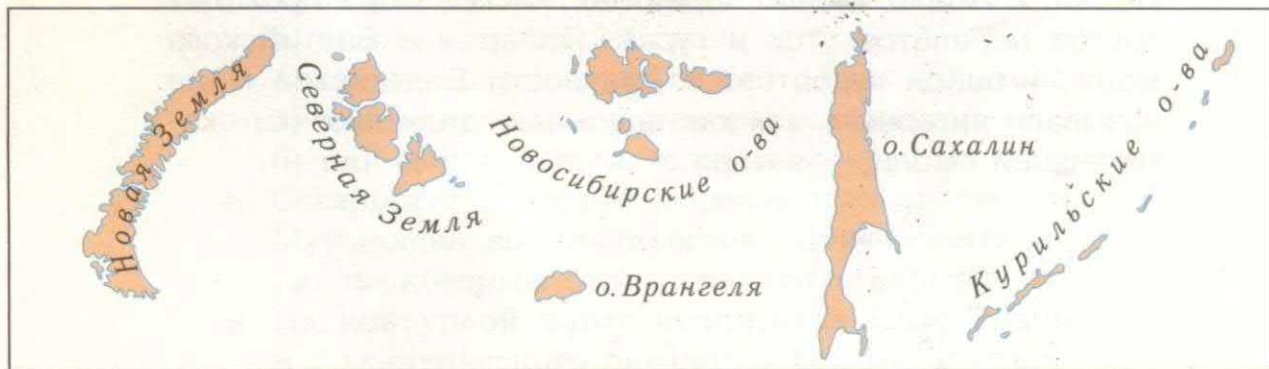 Новая Земля
Северная Земля
Новосибирские о-ва
о.Врангеля
о.Сахалин
Курильские о-ва